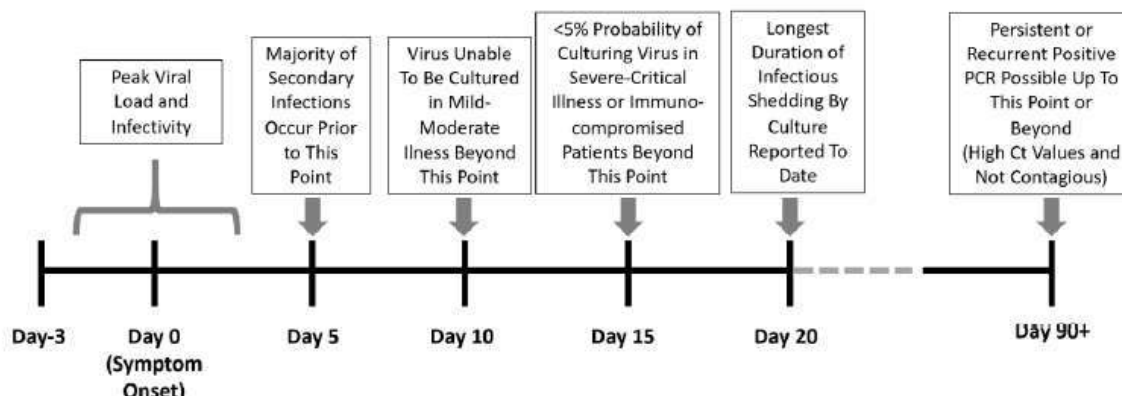 Peak Viral
Load and
Infectivity
Majority of
Secondary
Infections
Occur Prior
to This
Point
Virus Unable
To Be Cultured
in Mild-
Moderate
Ilness Beyond
This Point
<5% Probability of
Culturing Virus in
Severe-Critical
Illness or Immuno-
compromised
Patients Beyond
This Point
Longest
Duration of
Infectious
Shedding By
Culture
Reported To
Date
Persistent or
Recurrent Positive
PCR Possible Up To
This Point or
Beyond
(High Ct Values and
Not Contagious)
Day-3
Day 0
(Symptom
Onset)
Day 5
Day 10
Day 15
Day 20
Day 90+